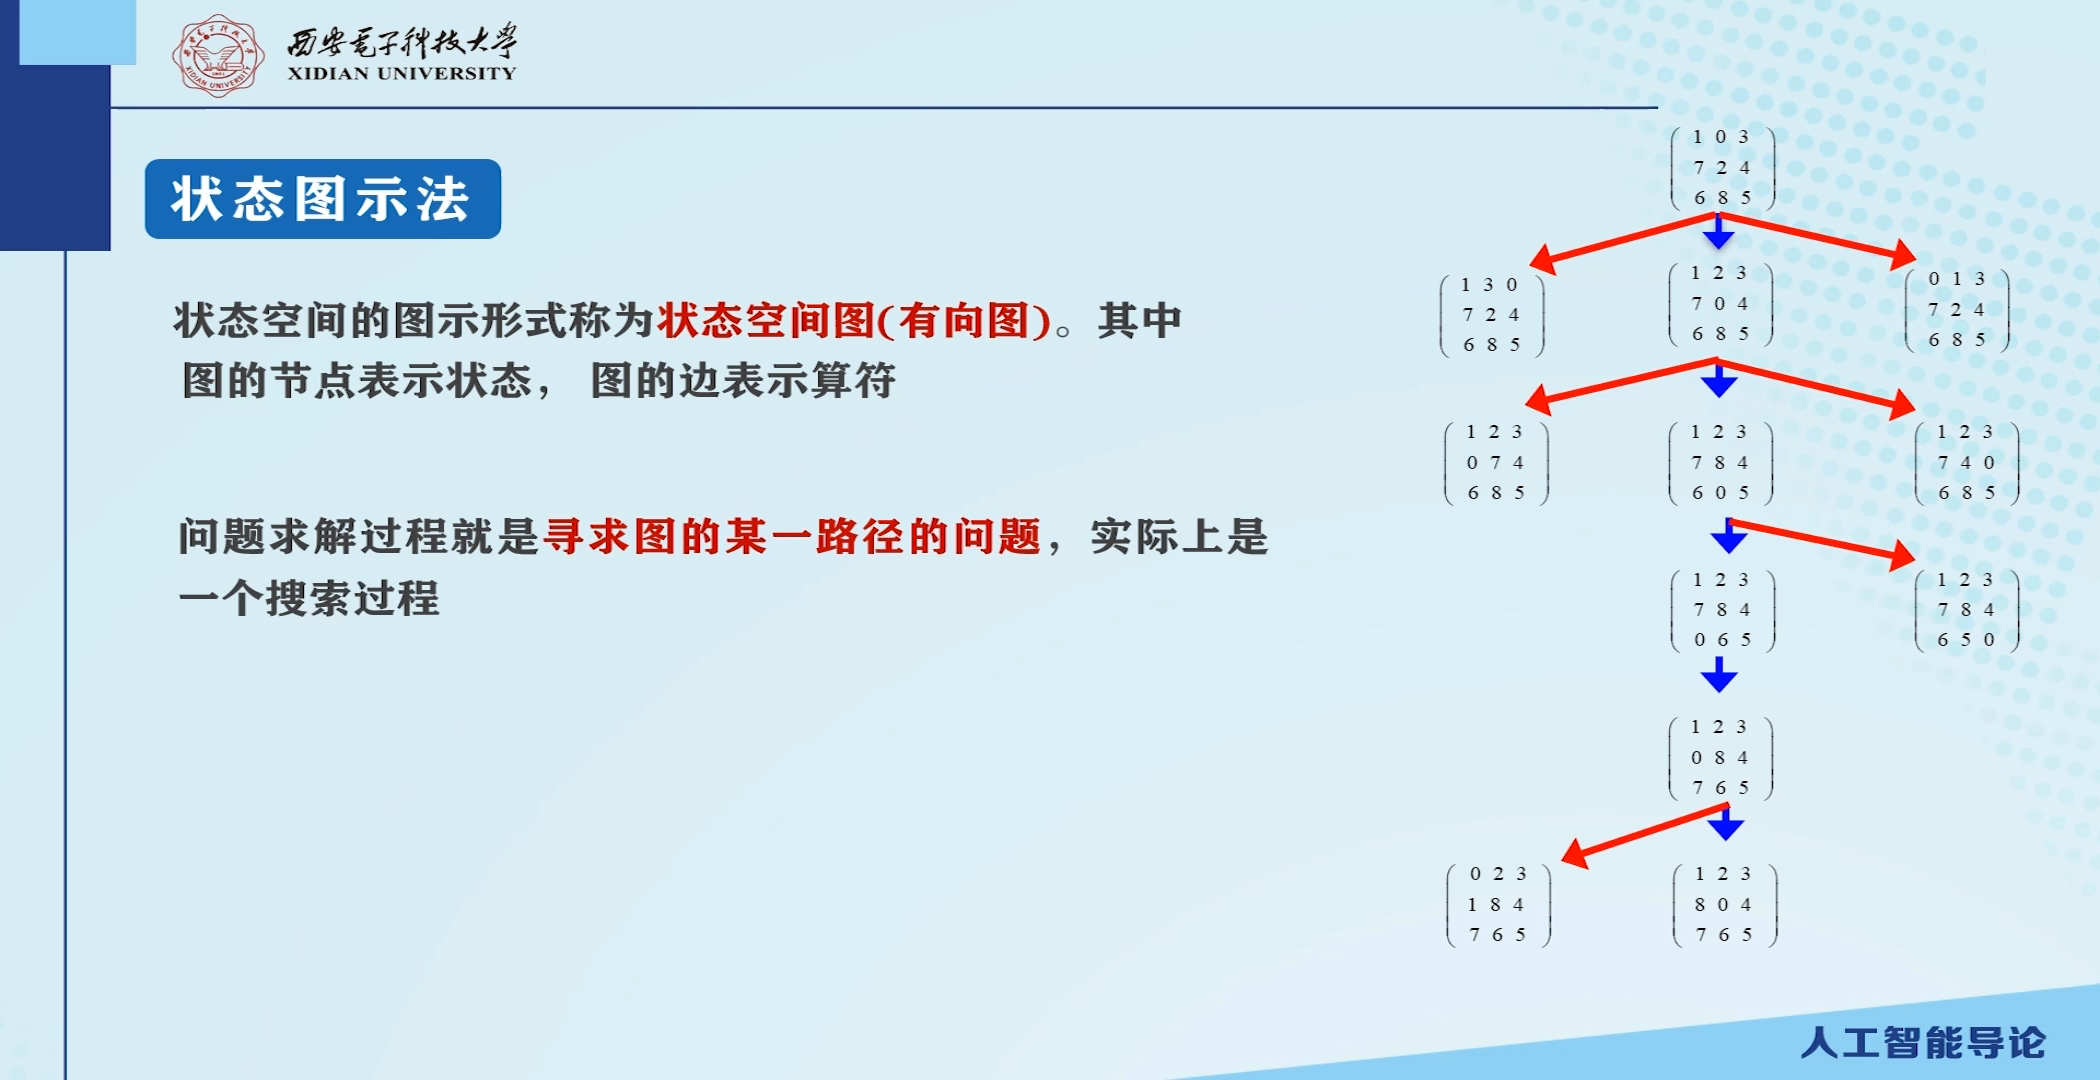 西安電子科技大学
XIDIAN UNIVERSITY
状态图示法
状态空间的图示形式称为状态空间图(有向图)。其中
图的节点表示状态， 图的边表示算符
问题求解过程就是寻求图的某一路径的问题，实际上是
一个搜索过程
1 0 3
7 2 4
6 8 5
1 3 0
7 2 4
6 8 5
1 2 3
7 0 4
6 8 5
0 1 3
7 2 4
6 8 5
1 2 3
0 7 4
6 8 5
1 2 3
7 8 4
6 0 5
1 2 3
7 4 0
6 8 5
1 2 3
7 8 4
0 6 5
1 2 3
7 8 4
6 5 0
1 2 3
0 8 4
7 6 5
0 2 3
1 8 4
7 6 5
1 2 3
8 0 4
7 6 5
人工智能导论